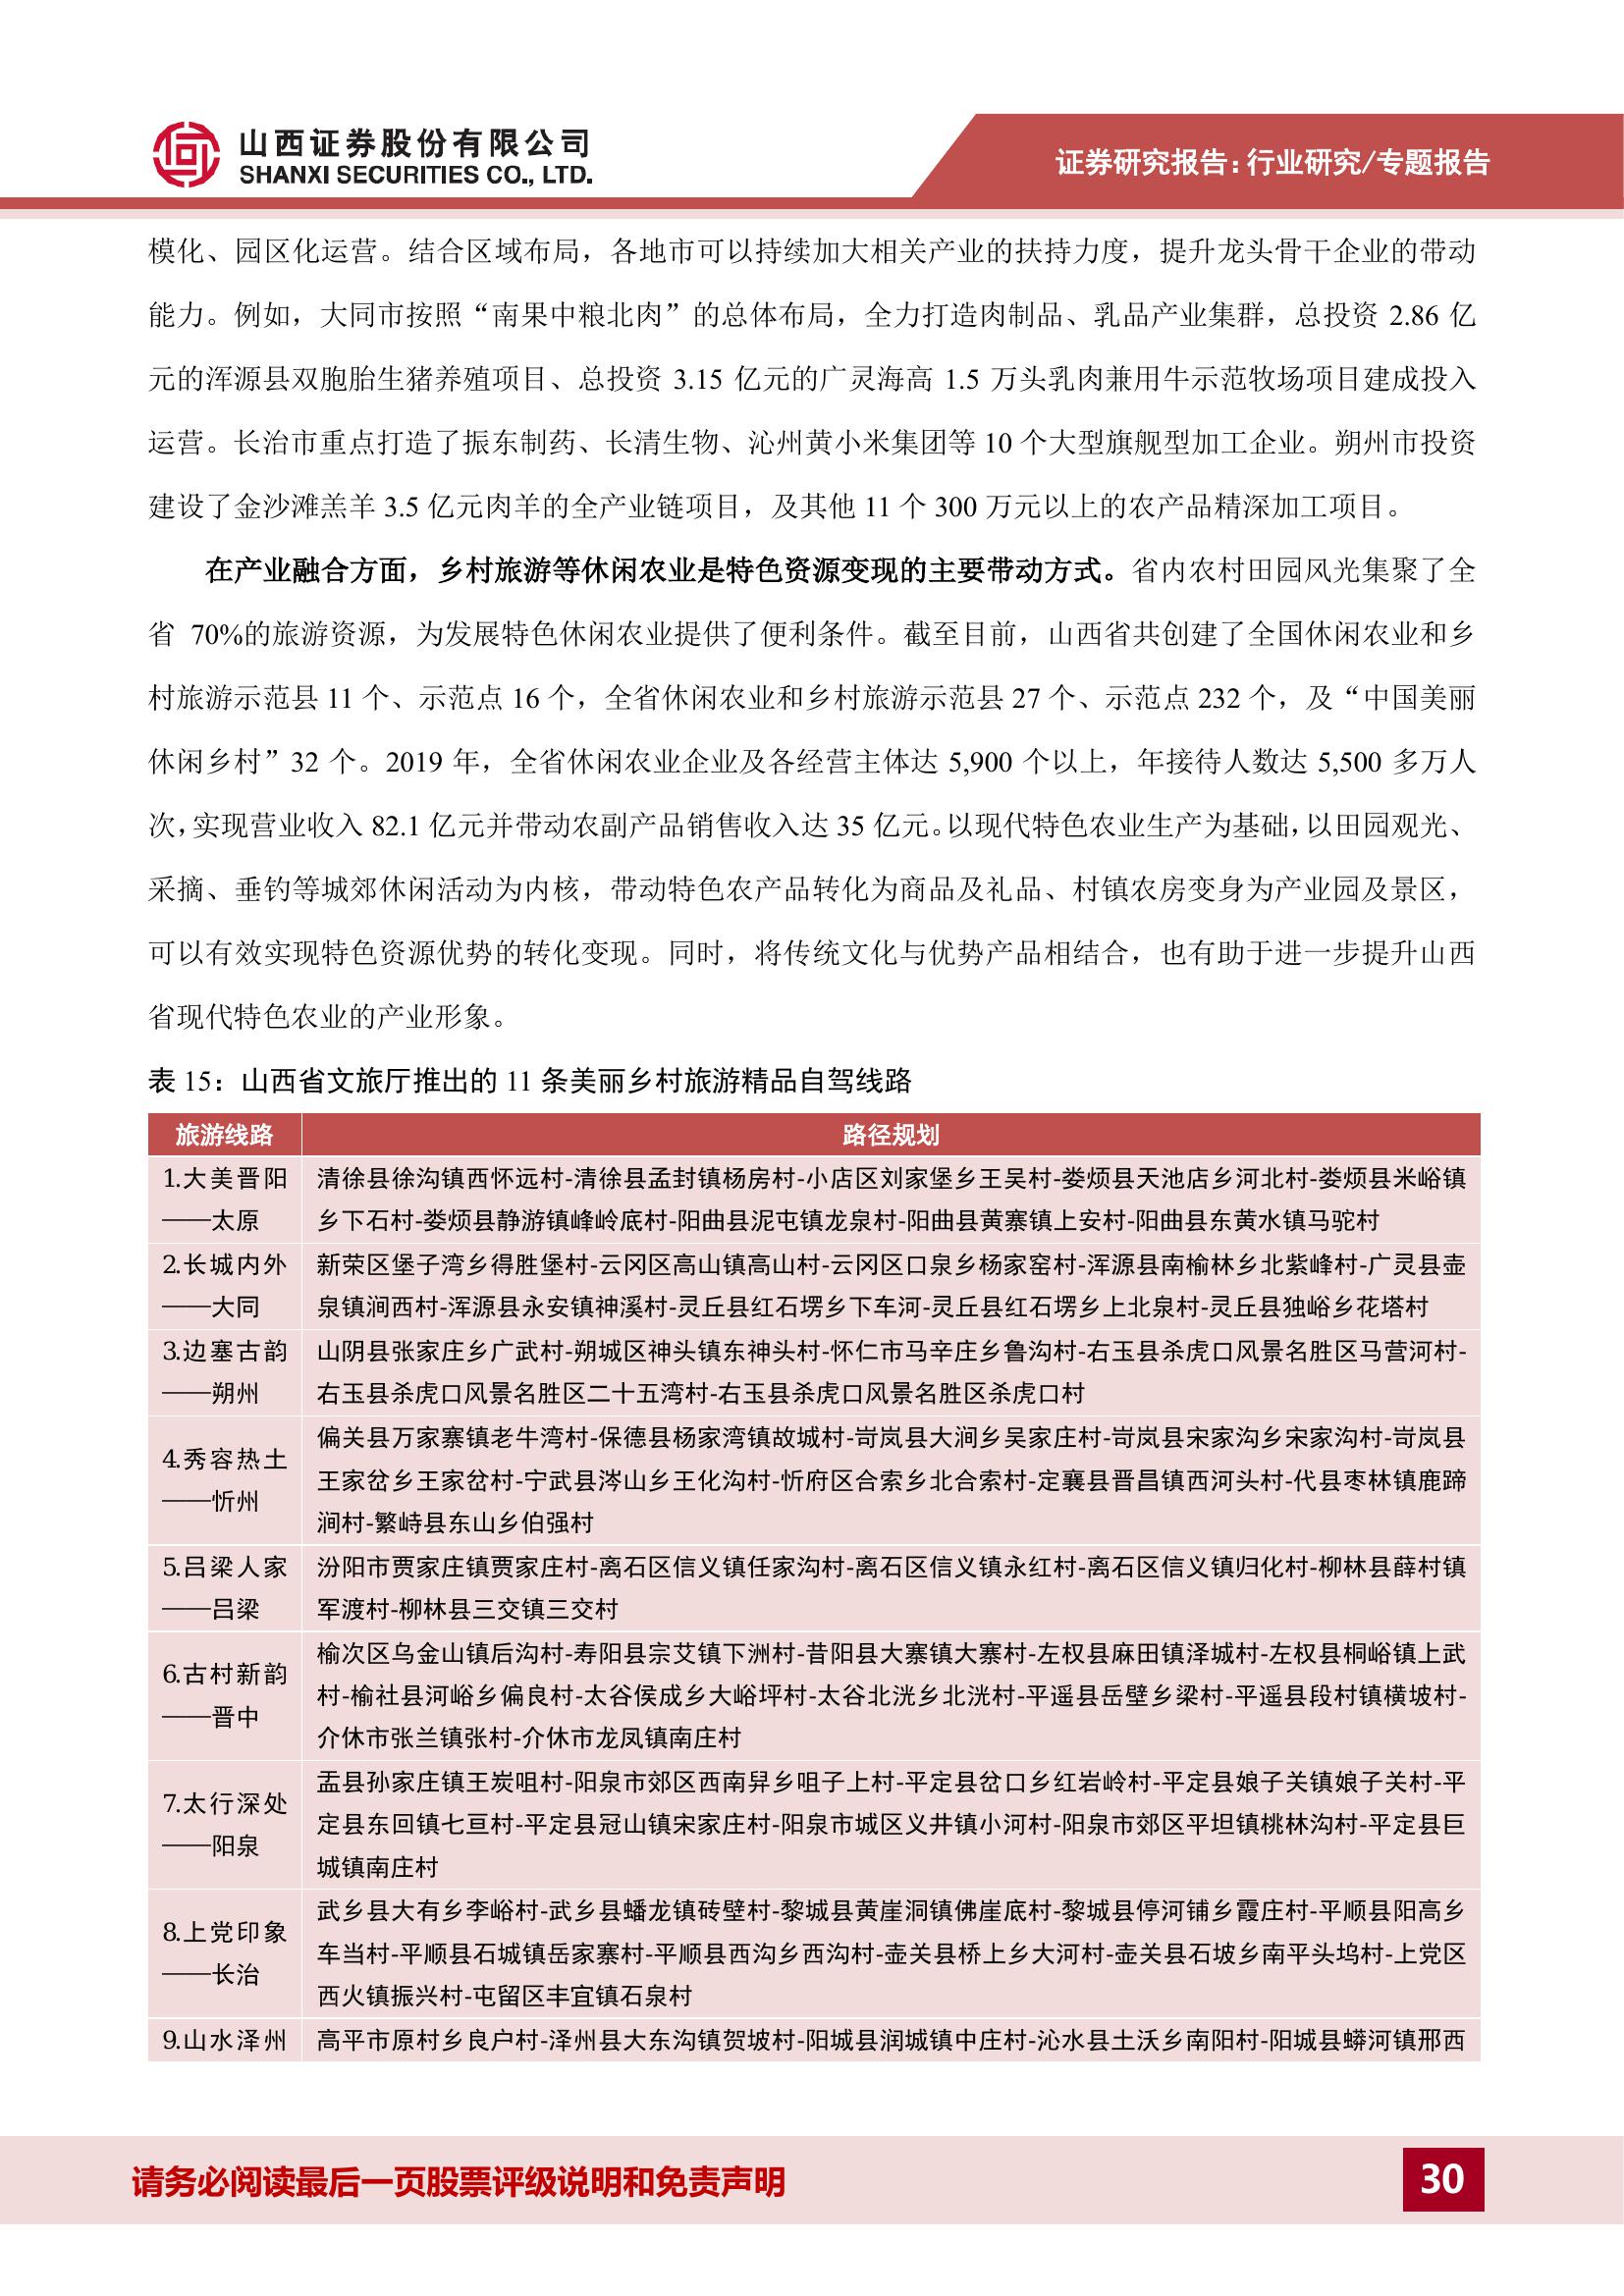 山西证券股份有限公司
SHANXI SECURITIES CO., LTD.
证券研究报告：行业研究/专题报告
模化、园区化运营。结合区域布局，各地市可以持续加大相关产业的扶持力度，提升龙头骨干企业的带动
能力。例如，大同市按照“南果中粮北肉”的总体布局，全力打造肉制品、乳品产业集群，总投资 2.86 亿
元的浑源县双胞胎生猪养殖项目、总投资 3.15 亿元的广灵海高 1.5 万头乳肉兼用牛示范牧场项目建成投入
运营。长治市重点打造了振东制药、长清生物、沁州黄小米集团等 10 个大型旗舰型加工企业。朔州市投资
建设了金沙滩羔羊 3.5 亿元肉羊的全产业链项目，及其他 11 个 300 万元以上的农产品精深加工项目。
在产业融合方面，乡村旅游等休闲农业是特色资源变现的主要带动方式。省内农村田园风光集聚了全
省 70%的旅游资源，为发展特色休闲农业提供了便利条件。截至目前，山西省共创建了全国休闲农业和乡
村旅游示范县 11 个、示范点 16 个，全省休闲农业和乡村旅游示范县 27 个、示范点 232 个，及“中国美丽
休闲乡村”32 个。2019 年，全省休闲农业企业及各经营主体达 5,900 个以上，年接待人数达 5,500 多万人
次，实现营业收入 82.1 亿元并带动农副产品销售收入达 35 亿元。以现代特色农业生产为基础，以田园观光、
采摘、垂钓等城郊休闲活动为内核，带动特色农产品转化为商品及礼品、村镇农房变身为产业园及景区，
可以有效实现特色资源优势的转化变现。同时，将传统文化与优势产品相结合，也有助于进一步提升山西
省现代特色农业的产业形象。
表 15：山西省文旅厅推出的 11 条美丽乡村旅游精品自驾线路
旅游线路 路径规划
1.大美晋阳
——太原
清徐县徐沟镇西怀远村-清徐县孟封镇杨房村-小店区刘家堡乡王吴村-娄烦县天池店乡河北村-娄烦县米峪镇
乡下石村-娄烦县静游镇峰岭底村-阳曲县泥屯镇龙泉村-阳曲县黄寨镇上安村-阳曲县东黄水镇马驼村
2.长城内外
——大同
新荣区堡子湾乡得胜堡村-云冈区高山镇高山村-云冈区口泉乡杨家窑村-浑源县南榆林乡北紫峰村-广灵县壶
泉镇涧西村-浑源县永安镇神溪村-灵丘县红石塄乡下车河-灵丘县红石塄乡上北泉村-灵丘县独峪乡花塔村
3.边塞古韵
——朔州
山阴县张家庄乡广武村-朔城区神头镇东神头村-怀仁市马辛庄乡鲁沟村-右玉县杀虎口风景名胜区马营河村-
右玉县杀虎口风景名胜区二十五湾村-右玉县杀虎口风景名胜区杀虎口村
4.秀容热土
——忻州
偏关县万家寨镇老牛湾村-保德县杨家湾镇故城村-岢岚县大涧乡吴家庄村-岢岚县宋家沟乡宋家沟村-岢岚县
王家岔乡王家岔村-宁武县涔山乡王化沟村-忻府区合索乡北合索村-定襄县晋昌镇西河头村-代县枣林镇鹿蹄
涧村-繁峙县东山乡伯强村
5.吕梁人家
——吕梁
汾阳市贾家庄镇贾家庄村-离石区信义镇任家沟村-离石区信义镇永红村-离石区信义镇归化村-柳林县薛村镇
军渡村-柳林县三交镇三交村
6.古村新韵
——晋中
榆次区乌金山镇后沟村-寿阳县宗艾镇下洲村-昔阳县大寨镇大寨村-左权县麻田镇泽城村-左权县桐峪镇上武
村-榆社县河峪乡偏良村-太谷侯成乡大峪坪村-太谷北洸乡北洸村-平遥县岳壁乡梁村-平遥县段村镇横坡村-
介休市张兰镇张村-介休市龙凤镇南庄村
7.太行深处
——阳泉
盂县孙家庄镇王炭咀村-阳泉市郊区西南舁乡咀子上村-平定县岔口乡红岩岭村-平定县娘子关镇娘子关村-平
定县东回镇七亘村-平定县冠山镇宋家庄村-阳泉市城区义井镇小河村-阳泉市郊区平坦镇桃林沟村-平定县巨
城镇南庄村
8.上党印象
——长治
武乡县大有乡李峪村-武乡县蟠龙镇砖壁村-黎城县黄崖洞镇佛崖底村-黎城县停河铺乡霞庄村-平顺县阳高乡
车当村-平顺县石城镇岳家寨村-平顺县西沟乡西沟村-壶关县桥上乡大河村-壶关县石坡乡南平头坞村-上党区
西火镇振兴村-屯留区丰宜镇石泉村
9.山水泽州
高平市原村乡良户村-泽州县大东沟镇贺坡村-阳城县润城镇中庄村-沁水县土沃乡南阳村-阳城县蟒河镇邢西
请务必阅读最后一页股票评级说明和免责声明
30